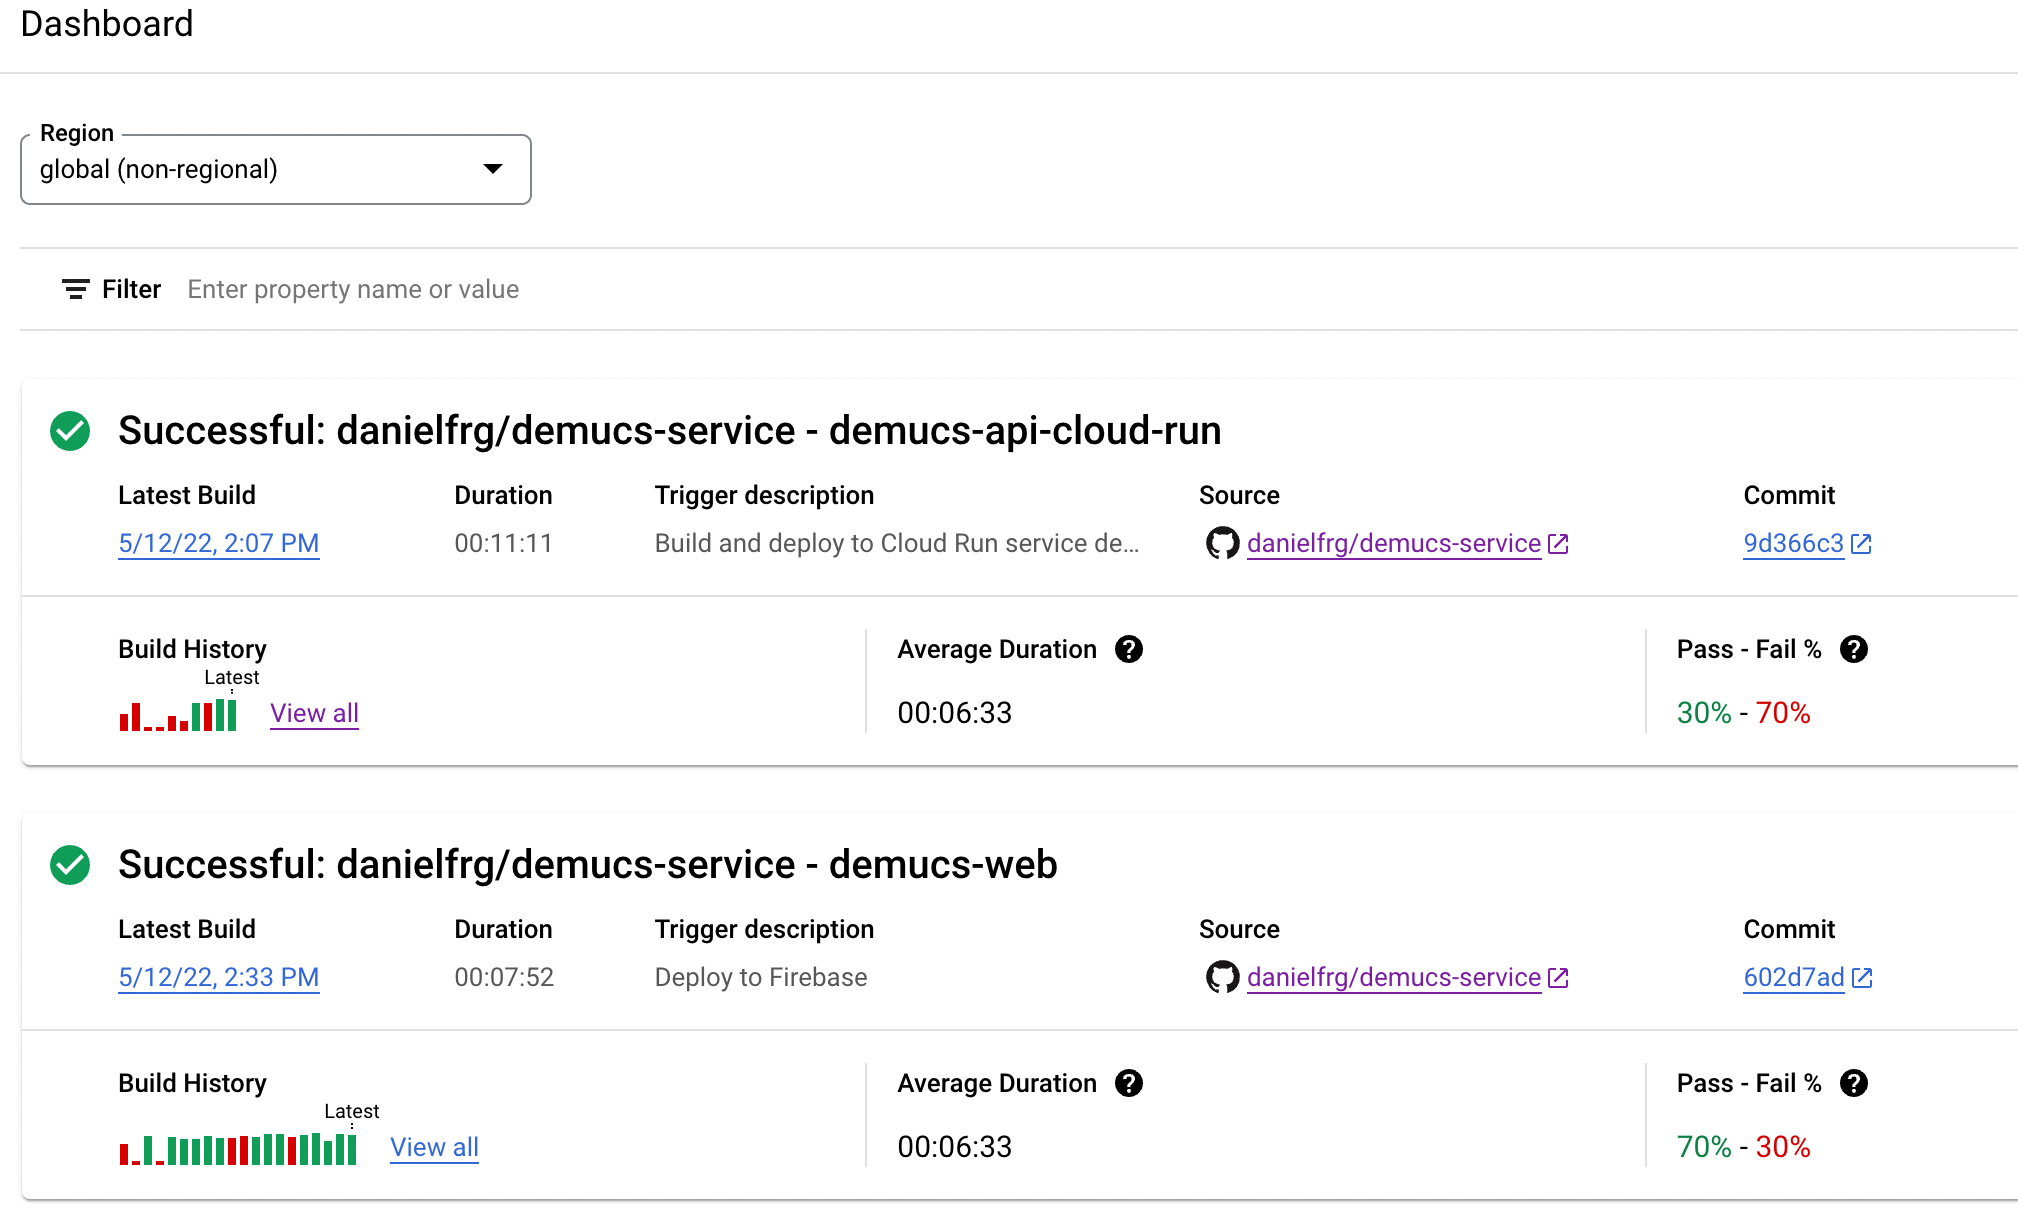 Dashboard
Region
global (non-regional)
Filter Enter property name or value
Successful: danielfrg/demucs-service - demucs-api-cloud-run
Latest Build Duration Trigger description Source Commit
5/12/22, 2:07 PM 00:11:11 Build and deploy to Cloud Run service de... danielfrg/demucs-service 9d366c3
Build History Average Duration ? Pass - Fail % ?
Latest
View all 00:06:33 30% - 70%
Successful: danielfrg/demucs-service - demucs-web
Latest Build Duration Trigger description Source Commit
5/12/22, 2:33 PM 00:07:52 Deploy to Firebase danielfrg/demucs-service 602d7ad
Build History Average Duration ? Pass - Fail % ?
Latest
View all 00:06:33 70% - 30%